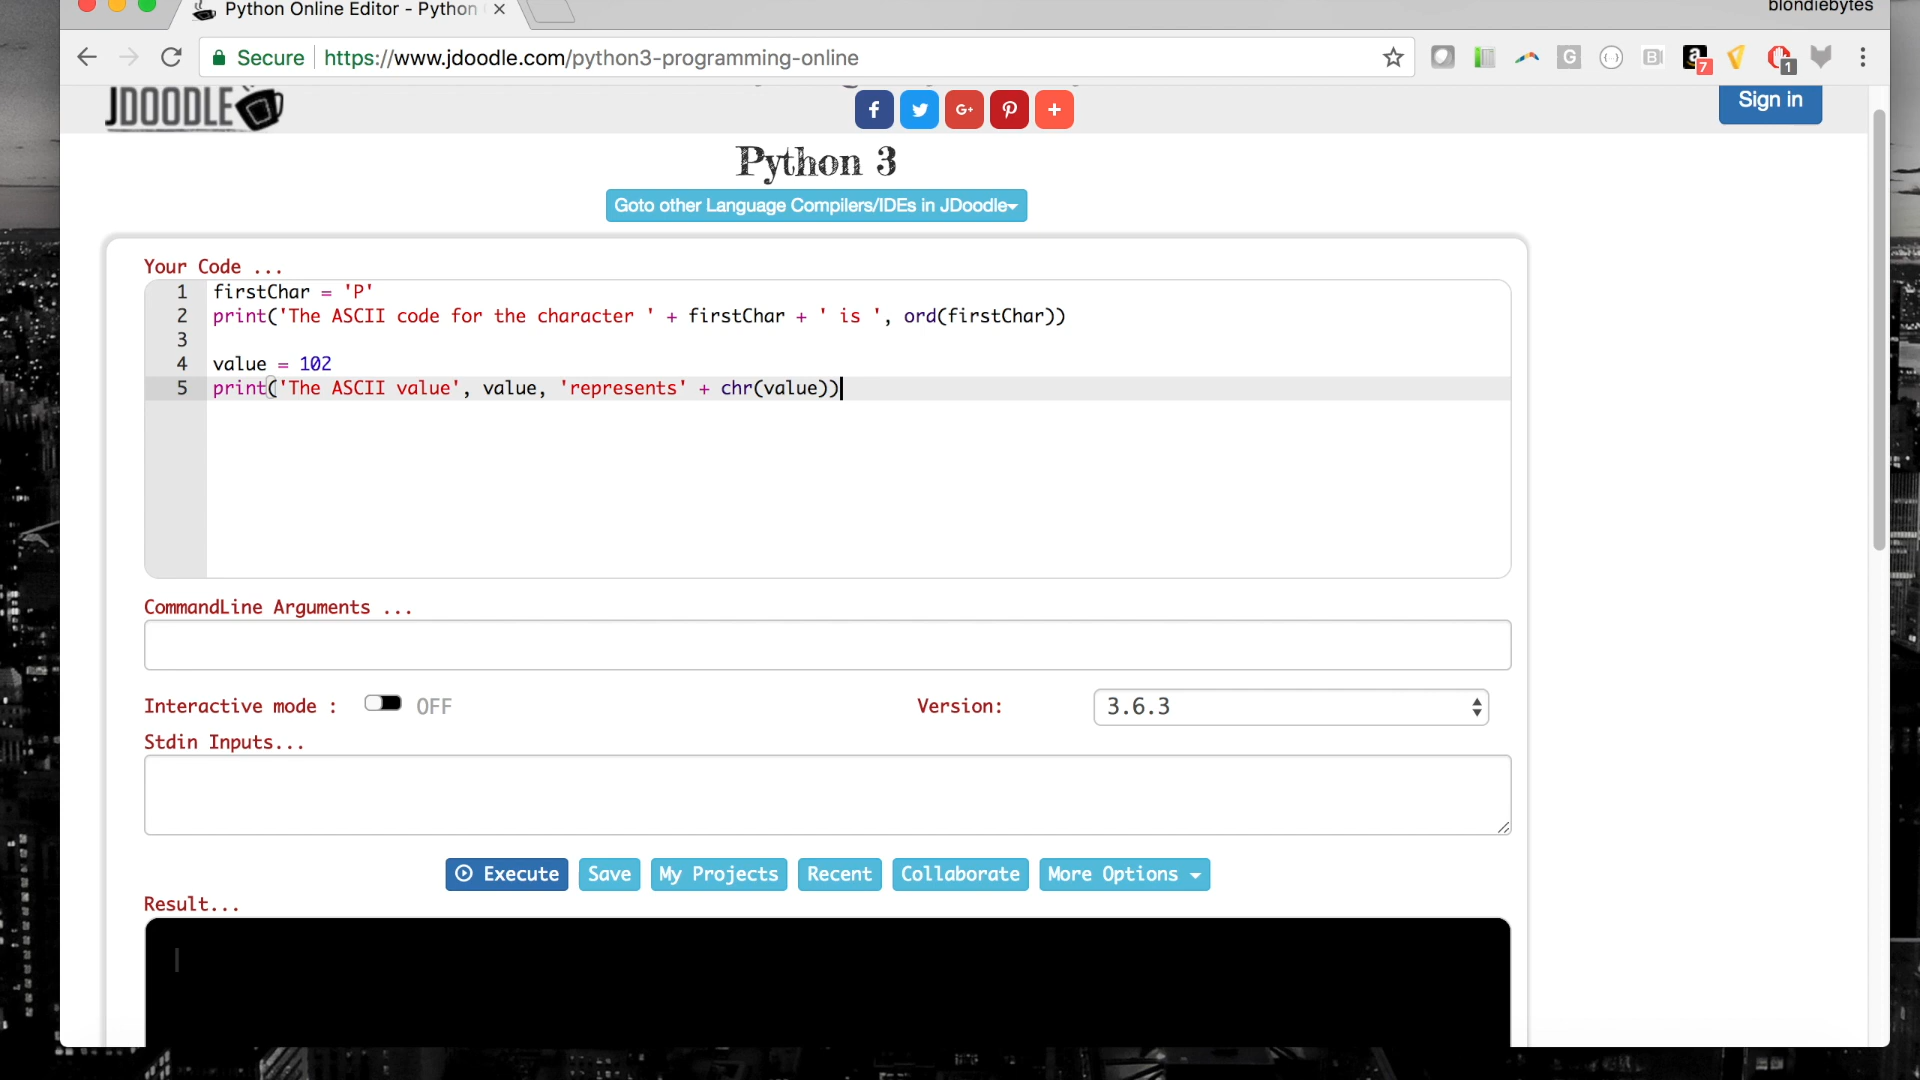 Python Online Editor - Python
blondiebytes
Secure https://www.jdoodle.com/python3-programming-online
7
1
JDOODLE
Sign in
Python 3
Goto other Language Compilers/IDEs in JDoodle
Your Code ...
1 firstChar = 'P'
2 print('The ASCII code for the character ' + firstChar + ' is ', ord(firstChar))
3
4 value = 102
5 print('The ASCII value', value, 'represents' + chr(value))
CommandLine Arguments ...
Interactive mode : OFF
Version: 3.6.3
Stdin Inputs...
Execute Save My Projects Recent Collaborate More Options
Result...